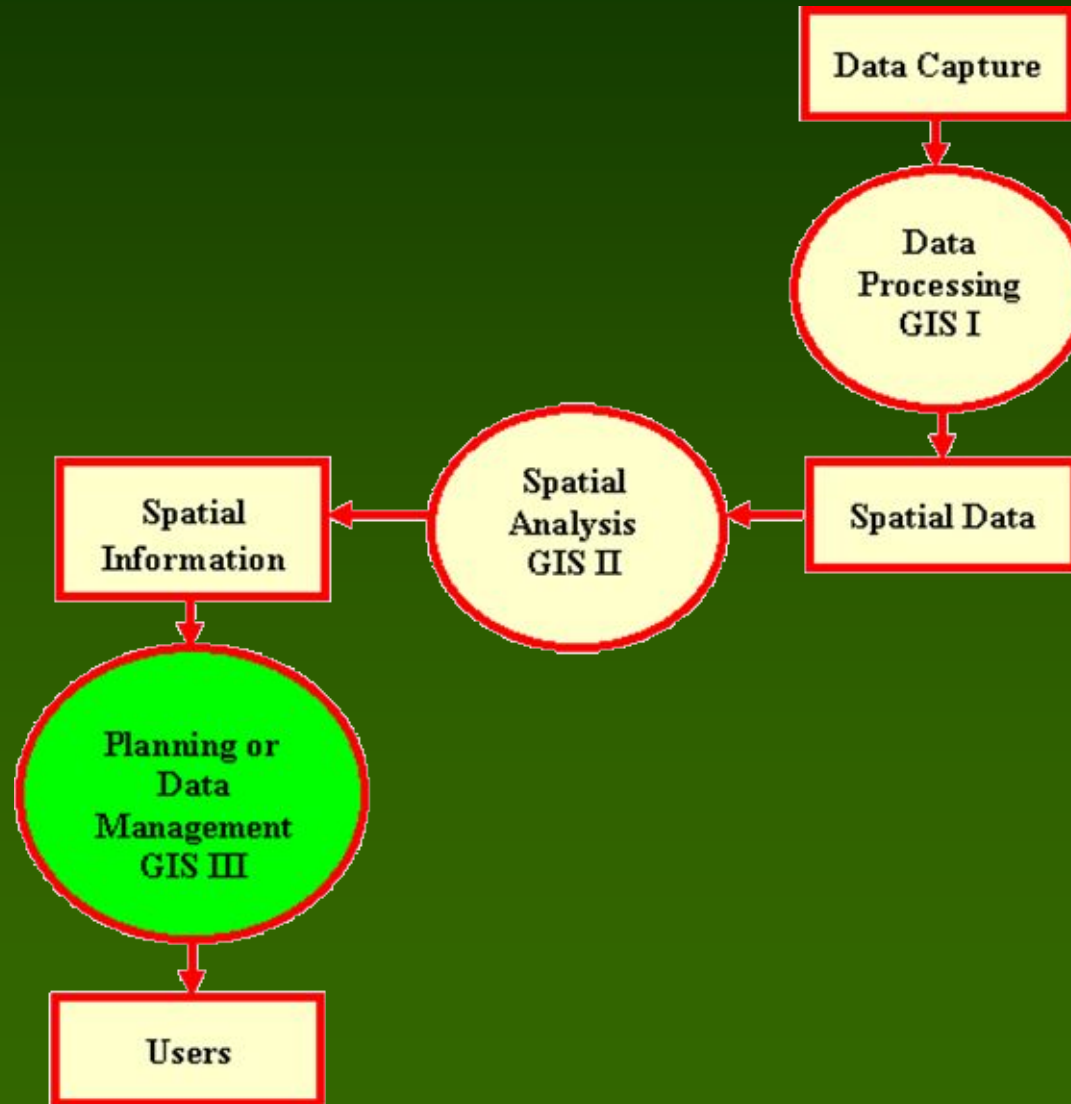 Data Capture
Data
Processing
GIS I
Spatial Data
Spatial
Analysis
GIS II
Spatial
Information
Planning or
Data
Management
GIS III
Users